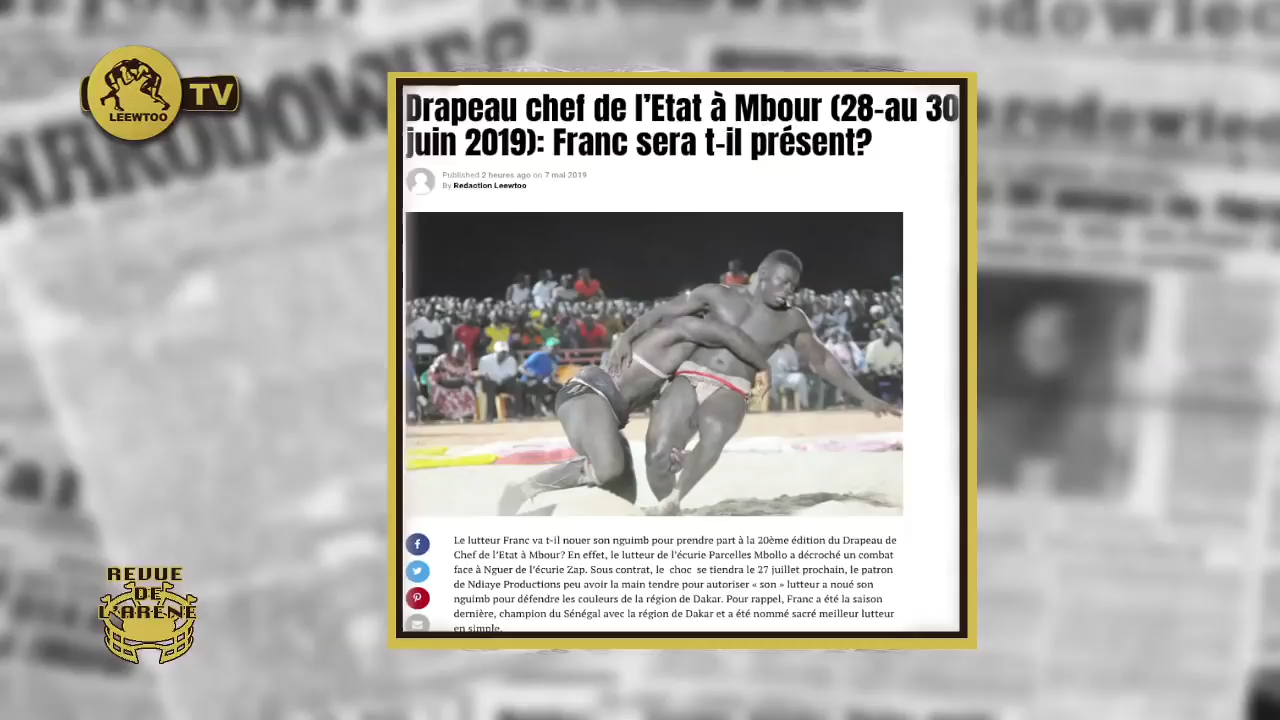 LEEWTOO
TV
Drapeau chef de l'Etat à Mbour (28-au 30
juin 2019): Franc sera t-il présent?
Published 2 heures ago on 7 mai 2019
By Redaction Leewtoo
Le lutteur Franc va t-il nouer son nguimb pour prendre part à la 20ème édition du Drapeau de
Chef de l'Etat à Mbour? En effet, le lutteur de l'écurie Parcelles Mbollo a décroché un combat
face à Nguer de l'écurie Zap. Sous contrat, le choc se tiendra le 27 juillet prochain, le patron
de Ndiaye Productions peu avoir la main tendre pour autoriser « son » lutteur a noué son
nguimb pour défendre les couleurs de la région de Dakar. Pour rappel, Franc a été la saison
dernière, champion du Sénégal avec la région de Dakar et a été nommé sacré meilleur lutteur
en simple.
REVUE
DE
L'ARENE